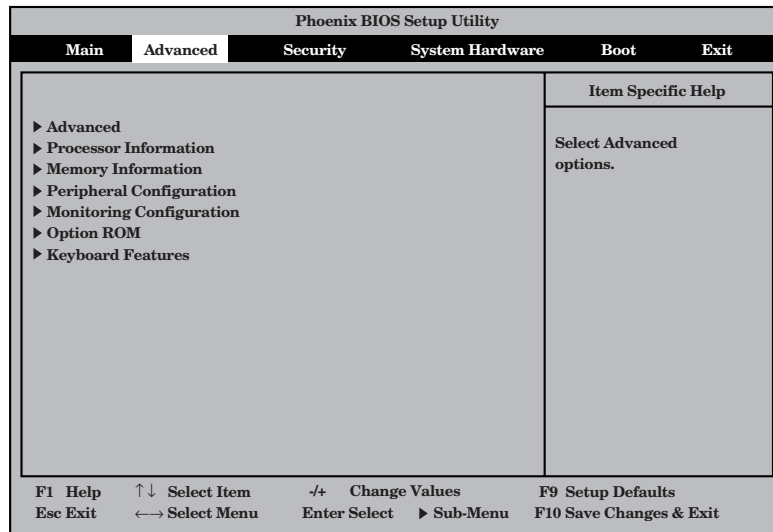 Phoenix BIOS Setup Utility
Main Advanced Security System Hardware Boot Exit
Item Specific Help
Select Advanced
options.
▶ Advanced
▶ Processor Information
▶ Memory Information
▶ Peripheral Configuration
▶ Monitoring Configuration
▶ Option ROM
▶ Keyboard Features
F1 Help ↑↓ Select Item -/+ Change Values F9 Setup Defaults
Esc Exit ←→ Select Menu Enter Select ▶ Sub-Menu F10 Save Changes & Exit